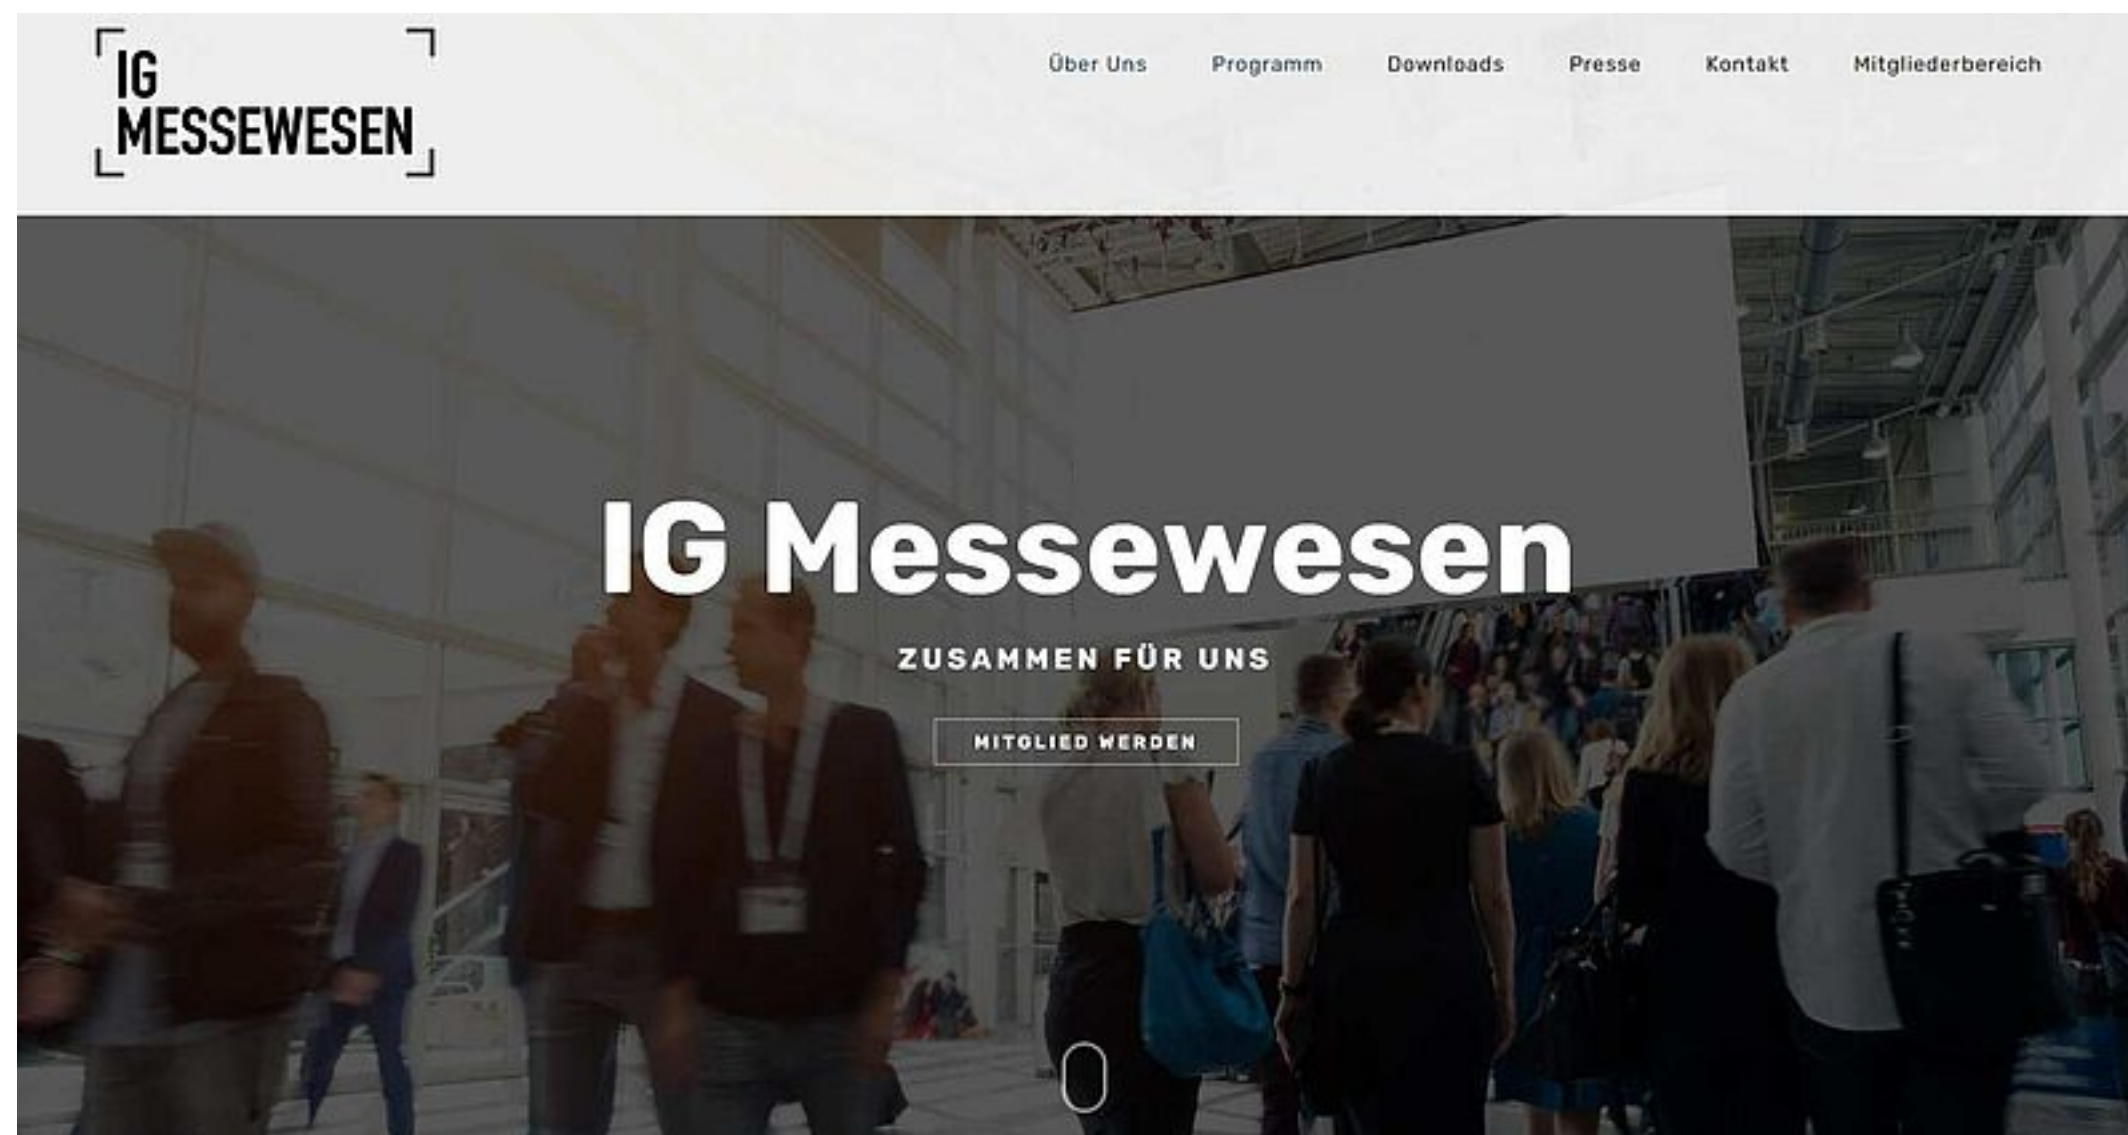 IG
MESSEWESEN
Über Uns Programm Downloads Presse Kontakt Mitgliederbereich
IG Messewesen
ZUSAMMEN FÜR UNS
MITGLIED WERDEN